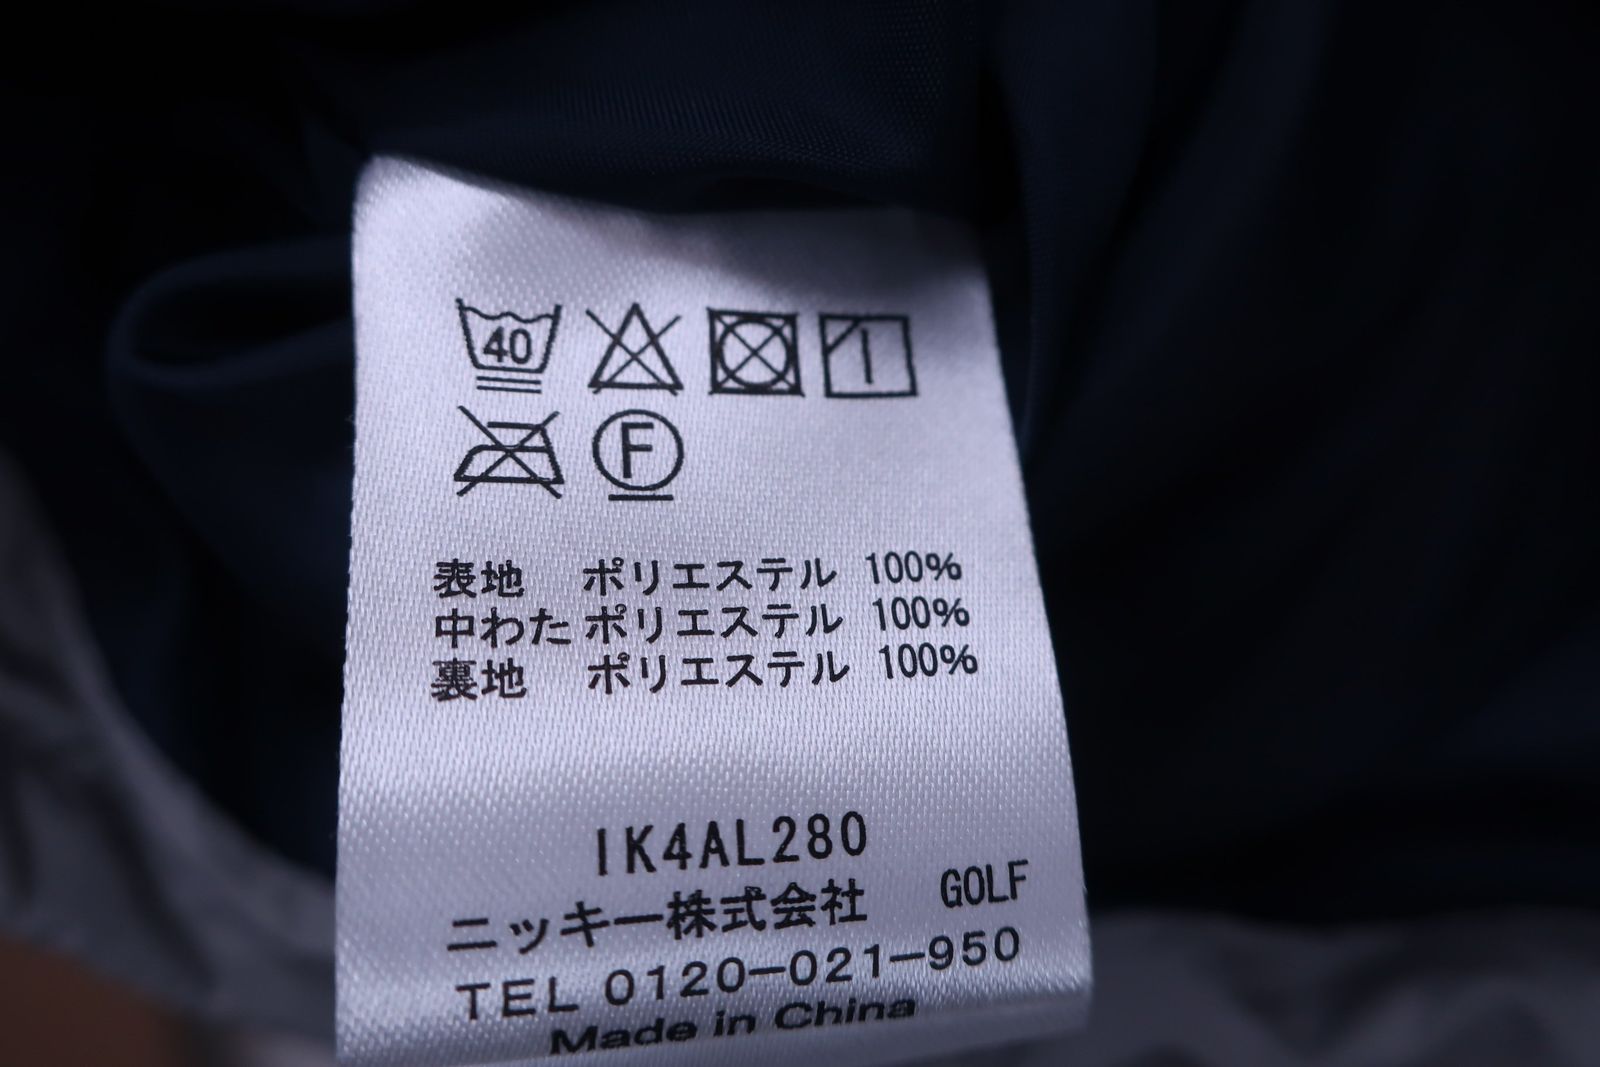 40
F
表地 ポリエステル 100%
中わた ポリエステル 100%
裏地 ポリエステル 100%
IK4AL280
ニッキー株式会社 GOLF
TEL 0120-021-950
Made in China